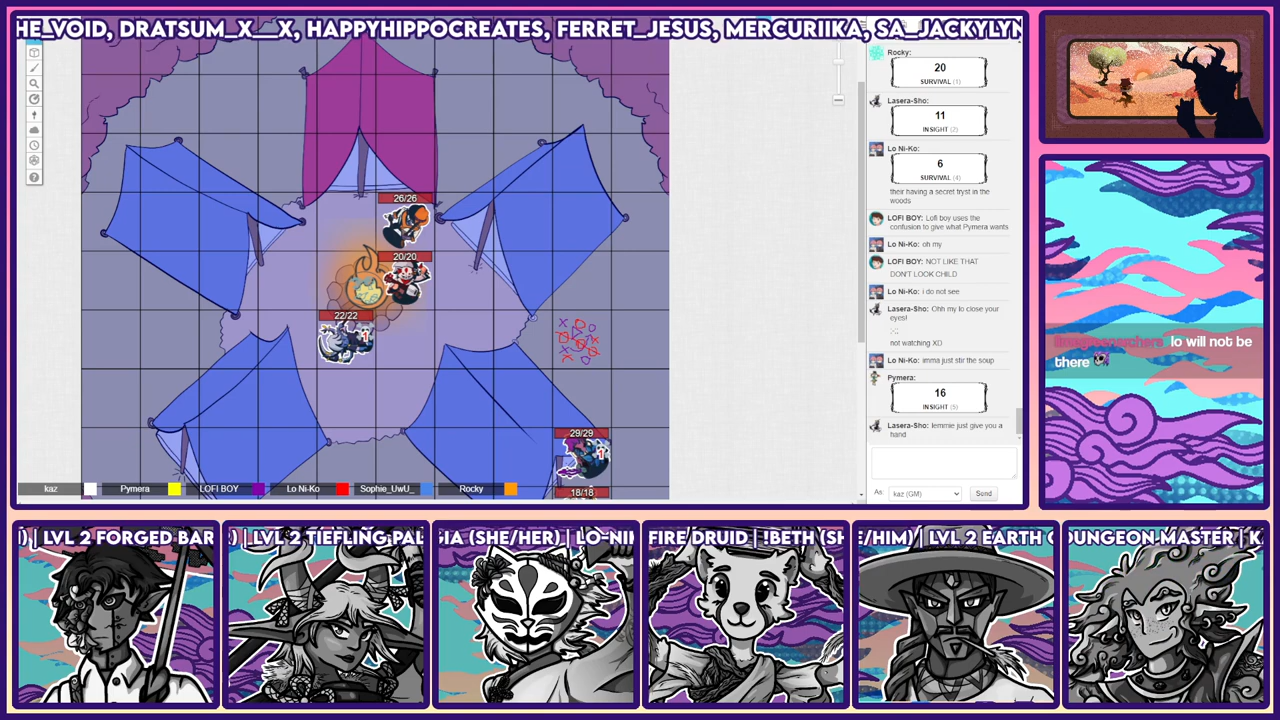 HE_VOID, DRATSUM_X__X, HAPPYHIPPOCREATES, FERRET_JESUS, MERCURIIKA, SA_JACKYLYN
Rocky:
20
SURVIVAL (1)
Lasera-Sho:
11
INSIGHT (2)
Lo Ni-Ko:
6
SURVIVAL (4)
their having a secret tryst in the
woods
LOFI BOY: Lofi boy uses the
confusion to give what Pymera wants
Lo Ni-Ko: oh my
LOFI BOY: NOT LIKE THAT
DON'T LOOK CHILD
Lo Ni-Ko: i do not see
Lasera-Sho: Ohh my lo close your
eyes!
not watching XD
Lo Ni-Ko: imma just stir the soup
Pymera:
16
INSIGHT (5)
Lasera-Sho: lemmie just give you a
hand
As:
kaz (GM)
Send
26/26
20/20
22/22
29/29
18/18
kaz
Pymera
LOFI BOY
Lo Ni-Ko
Sophie_UwU_
Rocky
lo will not be
there
) | LVL 2 FORGED BAR
) | LVL 2 TIEFLING PAL
GIA (SHE/HER) | LO-NIK
FIRE DRUID | !BETH (SH
E/HIM) | LVL 2 EARTH G
DUNGEON MASTER | K